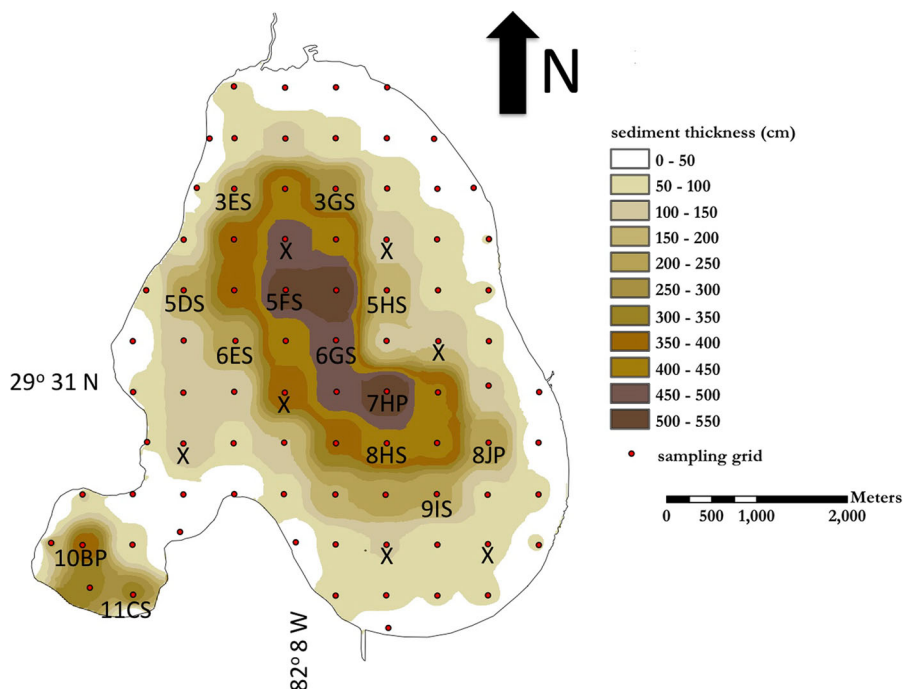 N
sediment thickness (cm)
0 - 50
50 - 100
100 - 150
150 - 200
200 - 250
250 - 300
300 - 350
350 - 400
400 - 450
450 - 500
500 - 550
sampling grid
Meters
0 500 1,000 2,000
3ES 3GS
X X
5DS 5FS 5HS
6ES 6GS X
29° 31 N
X 7HP
X 8HS 8JP
9IS
10BP X X
11CS
82° 8 W